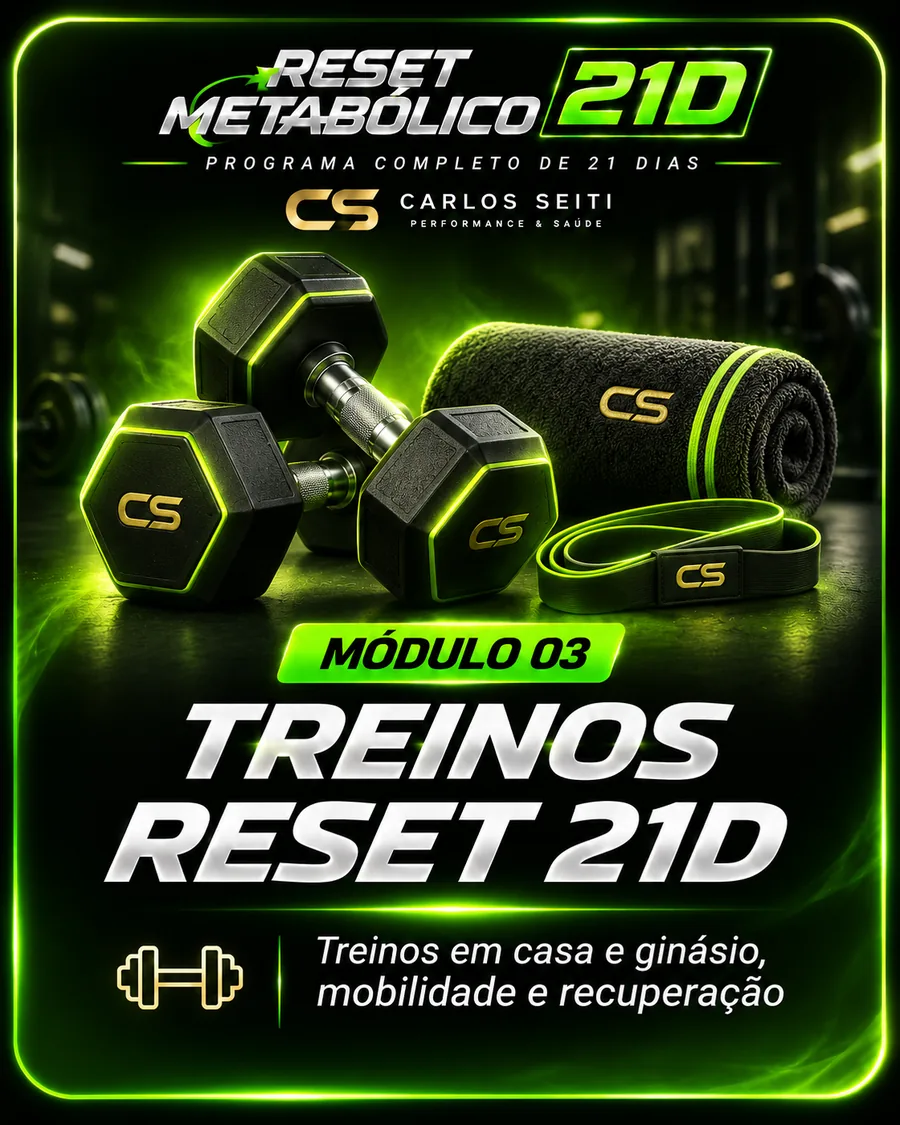 RESET
METABÓLICO 21D
PROGRAMA COMPLETO DE 21 DIAS
CS CARLOS SEITI
PERFORMANCE & SAÚDE
CS
CS
CS
CS
MÓDULO 03
TREINOS
RESET 21D
Treinos em casa e ginásio,
mobilidade e recuperação